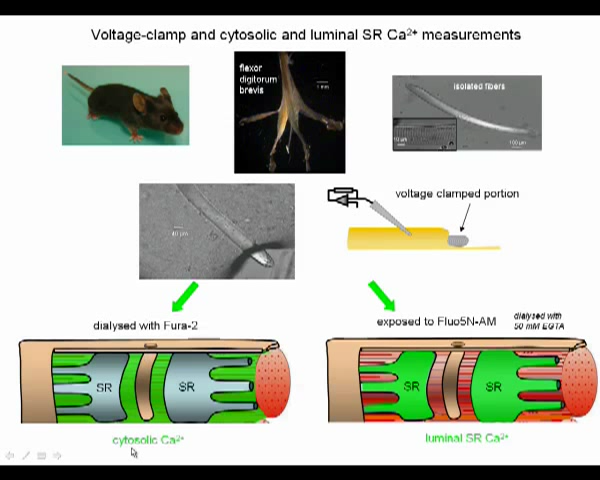 Voltage-clamp and cytosolic and luminal SR Ca²⁺ measurements
flexor
digitorum
brevis
1 mm
isolated fibers
100 µm
voltage clamped portion
40 µm
dialysed with Fura-2
exposed to Fluo5N-AM
dialysed with
50 mM EGTA
SR SR
SR SR
cytosolic Ca²⁺
luminal SR Ca²⁺